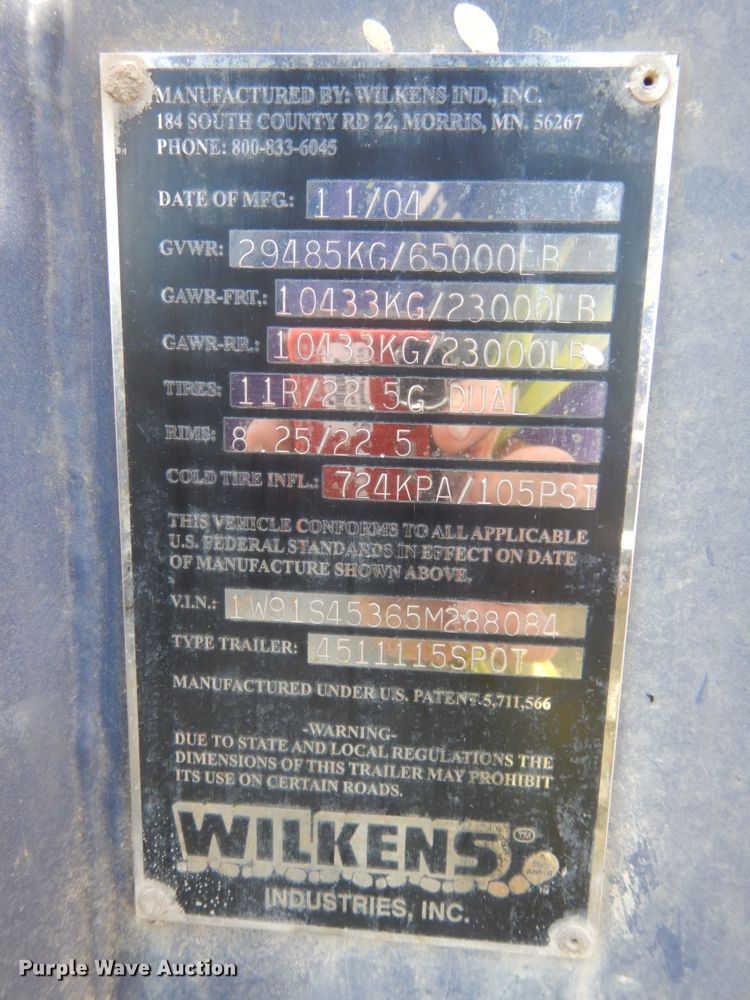 MANUFACTURED BY: WILKENS IND., INC.
184 SOUTH COUNTY RD 22, MORRIS, MN. 56267
PHONE: 800-833-6045
DATE OF MFG.: 11/04
GVWR: 29485KG/65000LB
GAWR-FRT.: 10433KG/23000LB
GAWR-RR.: 10433KG/23000LB
TIRES: 11R/22.5G DUAL
RIMS: 8.25/22.5
COLD TIRE INFL.: 724KPA/105PSI
THIS VEHICLE CONFORMS TO ALL APPLICABLE
U.S. FEDERAL STANDARDS IN EFFECT ON DATE
OF MANUFACTURE SHOWN ABOVE.
V.I.N.: 1W91S45365M288084
TYPE TRAILER: 4511115SPOT
MANUFACTURED UNDER U.S. PATENT 5,711,566
-WARNING-
DUE TO STATE AND LOCAL REGULATIONS THE
DIMENSIONS OF THIS TRAILER MAY PROHIBIT
ITS USE ON CERTAIN ROADS.
WILKENS TM
INDUSTRIES, INC.
Purple Wave Auction